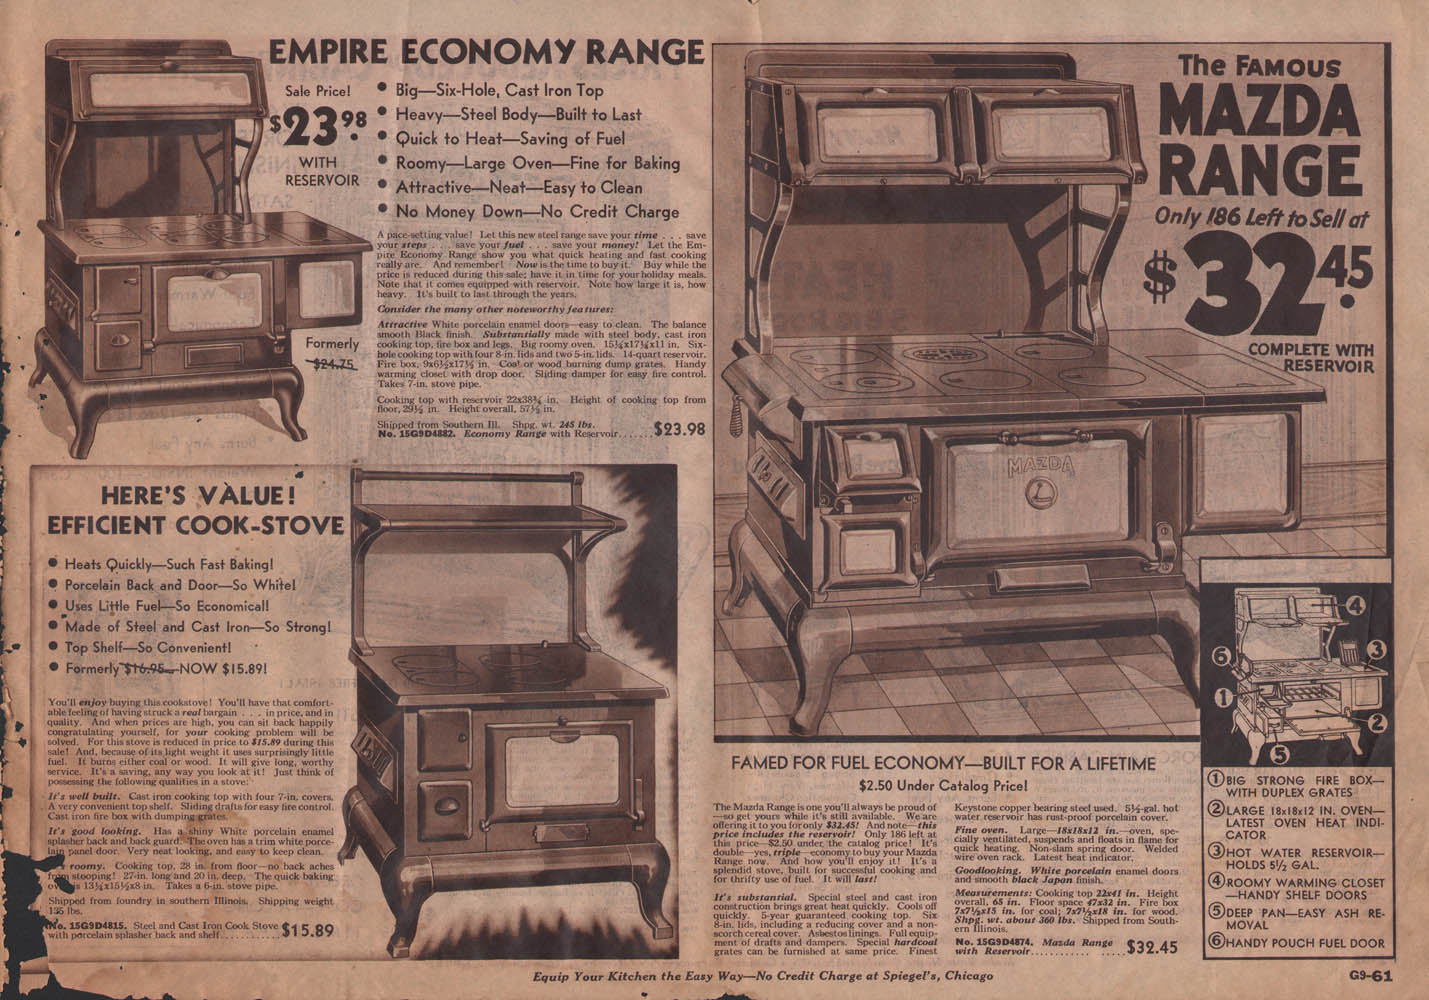 EMPIRE ECONOMY RANGE
Sale Price!
$23.98
WITH
RESERVOIR
• Big—Six-Hole, Cast Iron Top
• Heavy—Steel Body—Built to Last
• Quick to Heat—Saving of Fuel
• Roomy—Large Oven—Fine for Baking
• Attractive—Neat—Easy to Clean
• No Money Down—No Credit Charge
A pace-setting value! Let this new steel range save your time . . . save
your steps . . . save your fuel . . . save your money! Let the Em-
pire Economy Range show you what quick heating and fast cooking
really are. And remember! Now is the time to buy it. Buy while the
price is reduced during this sale; have it in time for your holiday meals.
Note that it comes equipped with reservoir. Note how large it is, how
heavy. It's built to last through the years.
Consider the many other noteworthy features:
Attractive White porcelain enamel doors—easy to clean. The balance
smooth Black finish. Substantially made with steel body, cast iron
cooking top, fire box and legs. Big roomy oven. 15¼x17¼x11 in. Six-
hole cooking top with four 8-in. lids and two 5-in. lids. 14-quart reservoir.
Fire box, 9x6½x17½ in. Coal or wood burning dump grates. Handy
warming closet with drop door. Sliding damper for easy fire control.
Takes 7-in. stove pipe.
Cooking top with reservoir 22x38¾ in. Height of cooking top from
floor, 29½ in. Height overall, 57½ in.
Shipped from Southern Ill. Shpg. wt. 245 lbs.
No. 15G9D4882. Economy Range with Reservoir....... $23.98
Formerly
$24.75
HERE'S VALUE!
EFFICIENT COOK-STOVE
• Heats Quickly—Such Fast Baking!
• Porcelain Back and Door—So White!
• Uses Little Fuel—So Economical!
• Made of Steel and Cast Iron—So Strong!
• Top Shelf—So Convenient!
• Formerly $16.95—NOW $15.89!
You'll enjoy buying this cookstove! You'll have that comfort-
able feeling of having struck a real bargain . . . in price, and in
quality. And when prices are high, you can sit back happily
congratulating yourself, for your cooking problem will be
solved. For this stove is reduced in price to $15.89 during this
sale! And, because of its light weight it uses surprisingly little
fuel. It burns either coal or wood. It will give long, worthy
service. It's a saving, any way you look at it! Just think of
possessing the following qualities in a stove:
It's well built. Cast iron cooking top with four 7-in. covers.
A very convenient top shelf. Sliding drafts for easy fire control.
Cast iron fire box with dumping grates.
It's good looking. Has a shiny White porcelain enamel
splasher back and back guard. The oven has a trim white porce-
lain panel door. Very neat looking, and easy to keep clean.
roomy. Cooking top, 28 in. from floor—no back aches
from stooping! 27-in. long and 20 in. deep. The quick baking
oven is 13¼x15½x8 in. Takes a 6-in. stove pipe.
Shipped from foundry in southern Illinois. Shipping weight
135 lbs.
No. 15G9D4815. Steel and Cast Iron Cook Stove
with porcelain splasher back and shelf............ $15.89
The FAMOUS
MAZDA
RANGE
Only 186 Left to Sell at
$32.45
COMPLETE WITH
RESERVOIR
MAZDA
FAMED FOR FUEL ECONOMY—BUILT FOR A LIFETIME
$2.50 Under Catalog Price!
The Mazda Range is one you'll always be proud of
—so get yours while it's still available. We are
offering it to you for only $32.45! And note—this
price includes the reservoir! Only 186 left at
this price—$2.50 under the catalog price! It's
double—yes, triple—economy to buy your Mazda
Range now. And how you'll enjoy it! It's a
splendid stove, built for successful cooking and
for thrifty use of fuel. It will last!
It's substantial. Special steel and cast iron
construction brings great heat quickly. Cools off
quickly. 5-year guaranteed cooking top. Six
8-in. lids, including a reducing cover and a non-
scorch cereal cover. Asbestos linings. Full equip-
ment of drafts and dampers. Special hardcoal
grates can be furnished at same price. Finest
Keystone copper bearing steel used. 5½-gal. hot
water reservoir has rust-proof porcelain cover.
Fine oven. Large—18x18x12 in.—oven, spe-
cially ventilated, suspends and floats in flame for
quick heating. Non-slam spring door. Welded
wire oven rack. Latest heat indicator.
Goodlooking. White porcelain enamel doors
and smooth black Japan finish.
Measurements: Cooking top 22x41 in. Height
overall, 65 in. Floor space 47x32 in. Fire box
7x7½x15 in. for coal; 7x7½x18 in. for wood.
Shpg. wt. about 360 lbs. Shipped from South-
ern Illinois.
No. 15G9D4874. Mazda Range
with Reservoir.................. $32.45
① BIG STRONG FIRE BOX—
WITH DUPLEX GRATES
② LARGE 18x18x12 IN. OVEN—
LATEST OVEN HEAT INDI-
CATOR
③ HOT WATER RESERVOIR—
HOLDS 5½ GAL.
④ ROOMY WARMING CLOSET
—HANDY SHELF DOORS
⑤ DEEP PAN—EASY ASH RE-
MOVAL
⑥ HANDY POUCH FUEL DOOR
Equip Your Kitchen the Easy Way—No Credit Charge at Spiegel's, Chicago
G9-61